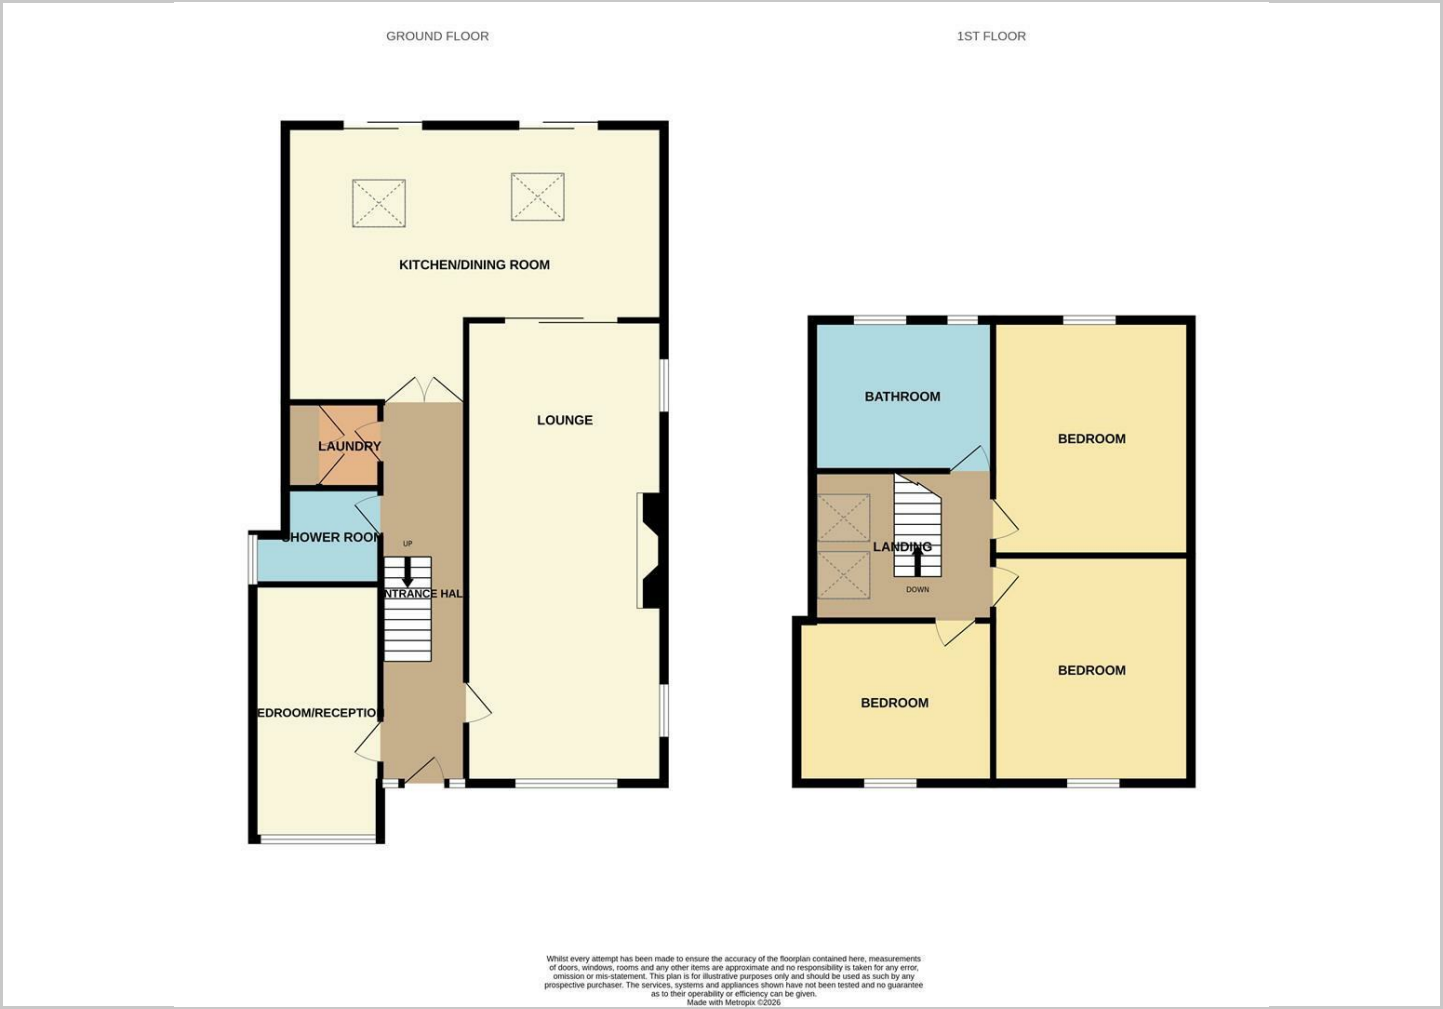 GROUND FLOOR
1ST FLOOR
KITCHEN/DINING ROOM
LOUNGE
LAUNDRY
SHOWER ROOM
UP
ENTRANCE HALL
BEDROOM/RECEPTION
BATHROOM
BEDROOM
LANDING
DOWN
BEDROOM
BEDROOM
Whilst every attempt has been made to ensure the accuracy of the floorplan contained here, measurements
of doors, windows, rooms and any other items are approximate and no responsibility is taken for any error,
omission or mis-statement. This plan is for illustrative purposes only and should be used as such by any
prospective purchaser. The services, systems and appliances shown have not been tested and no guarantee
as to their operability or efficiency can be given.
Made with Metropix ©2026